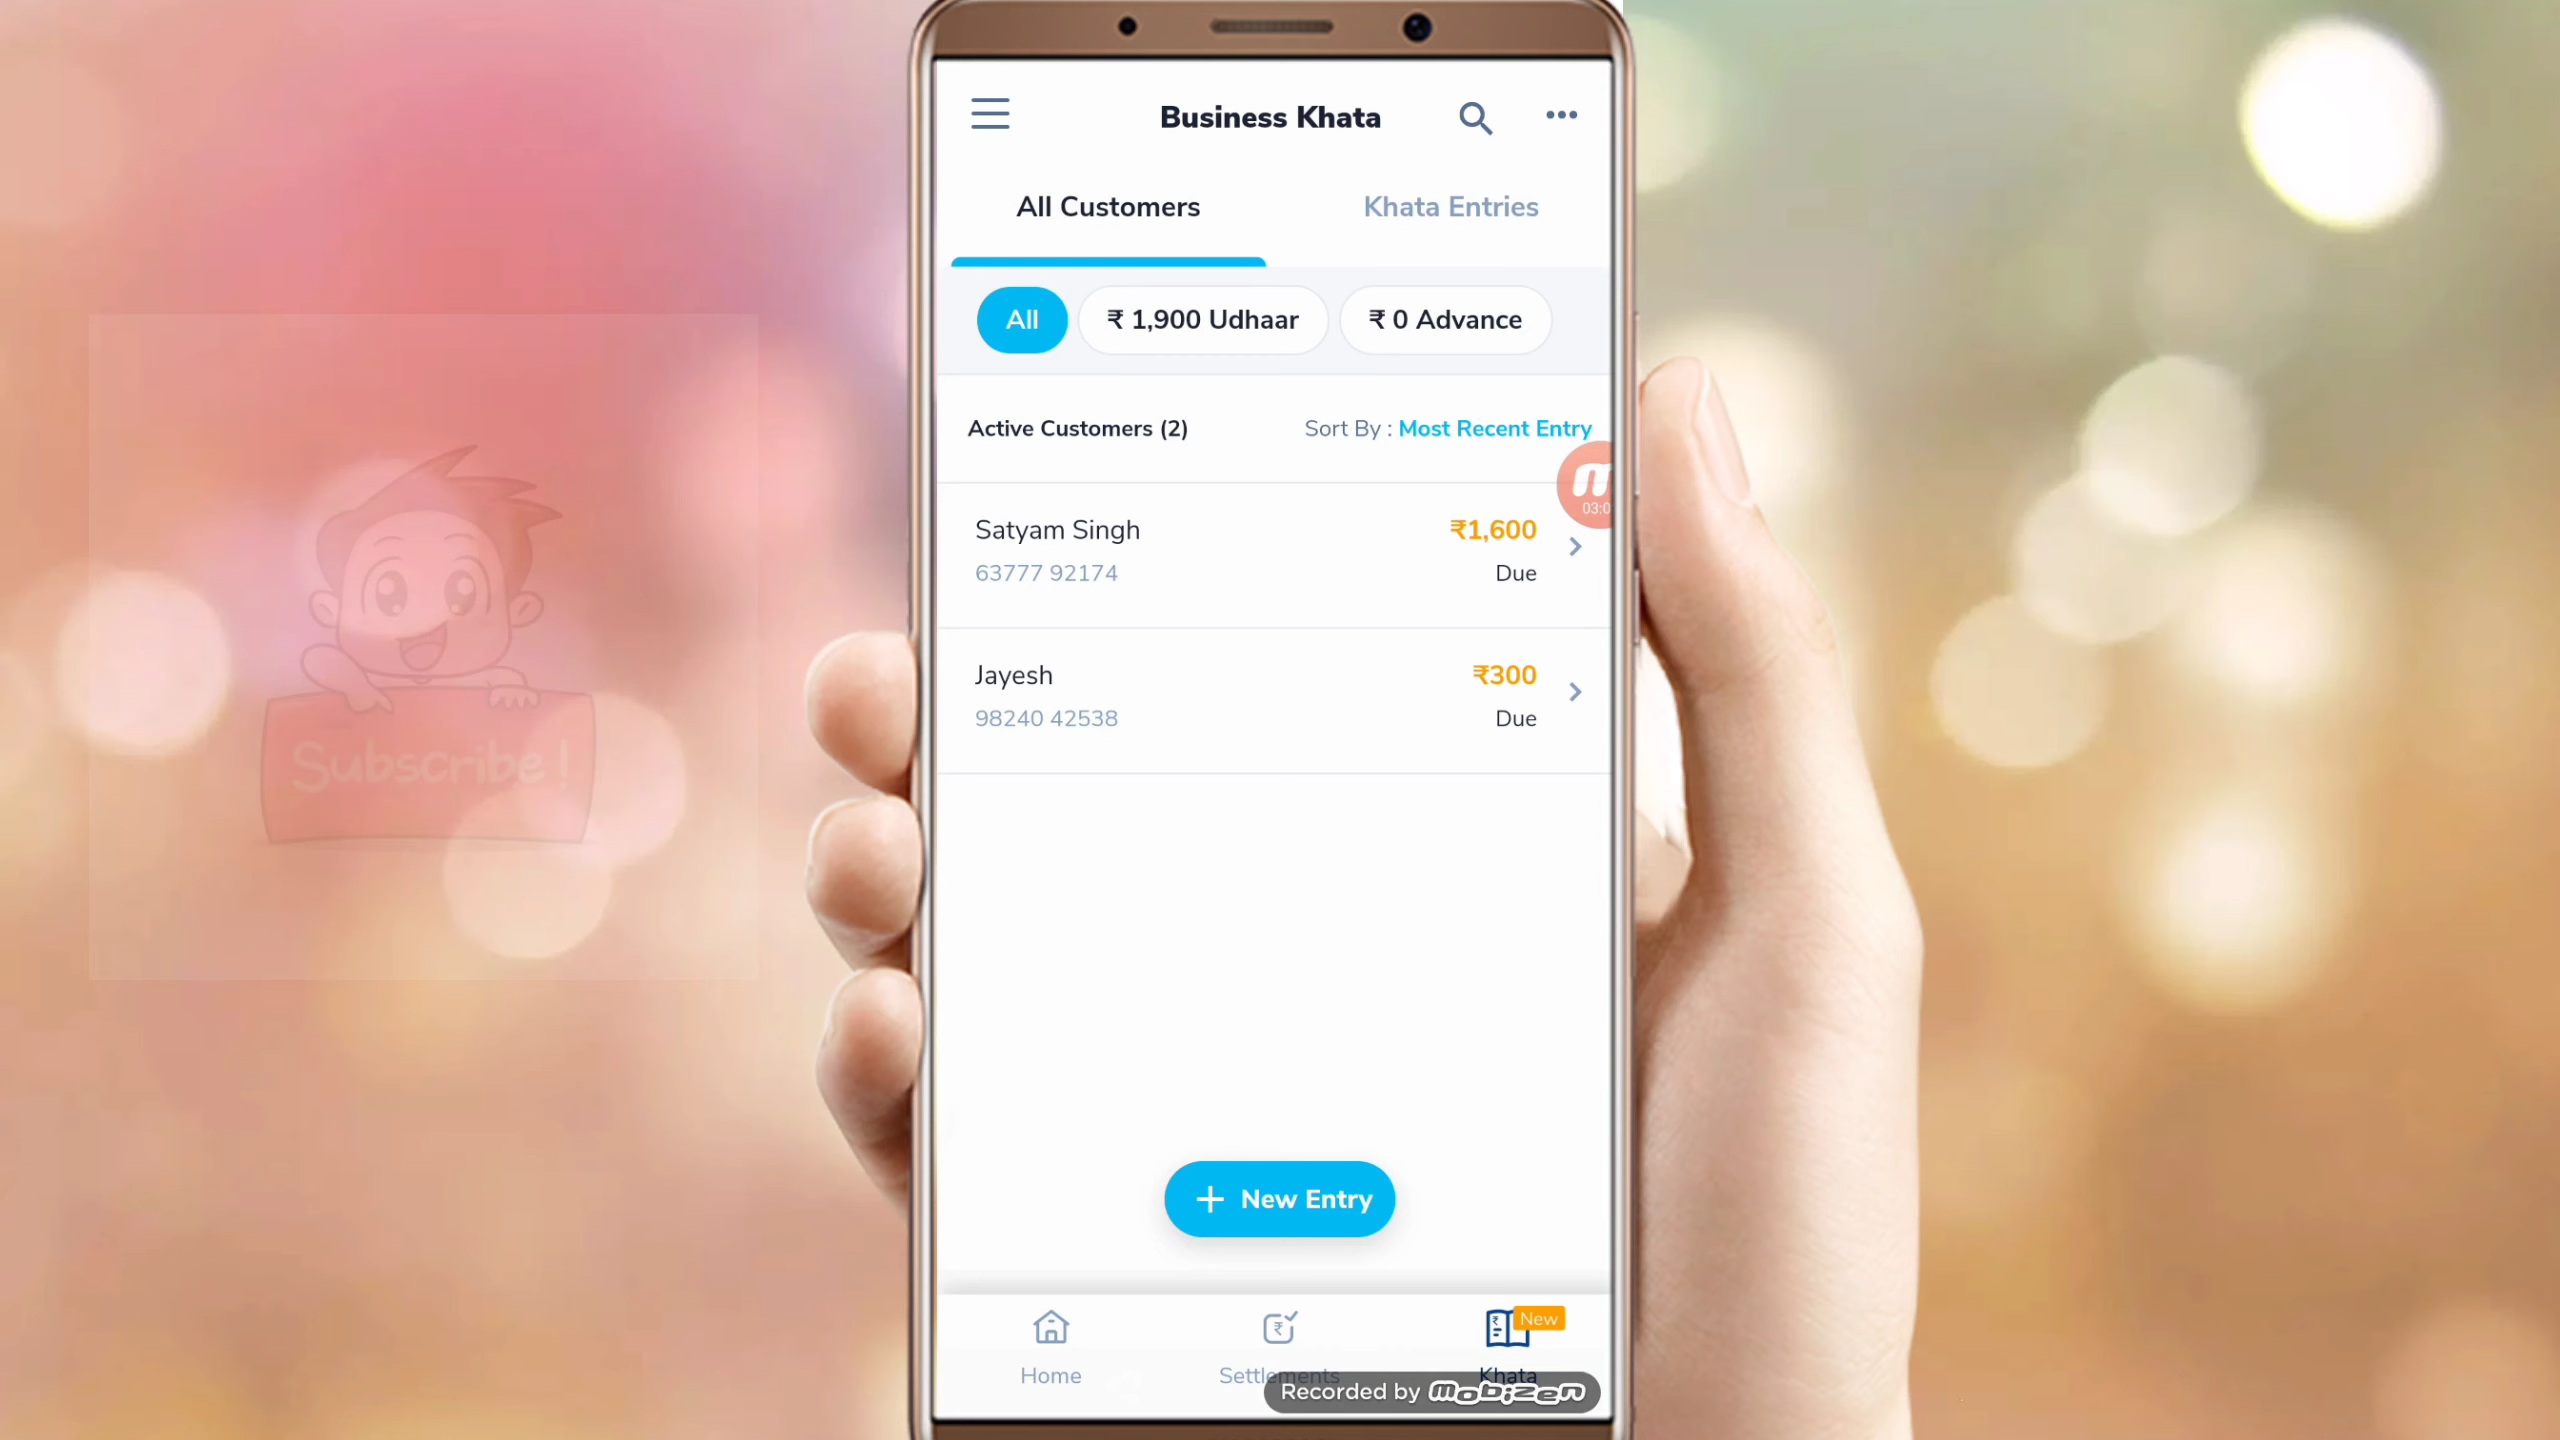 Business Khata
All Customers Khata Entries
All ₹ 1,900 Udhaar ₹ 0 Advance
Active Customers (2) Sort By : Most Recent Entry
03:0
Satyam Singh ₹1,600
63777 92174 Due
Jayesh ₹300
98240 42538 Due
Subscribe!
+ New Entry
New
Home Settlements Khata
Recorded by mobizen